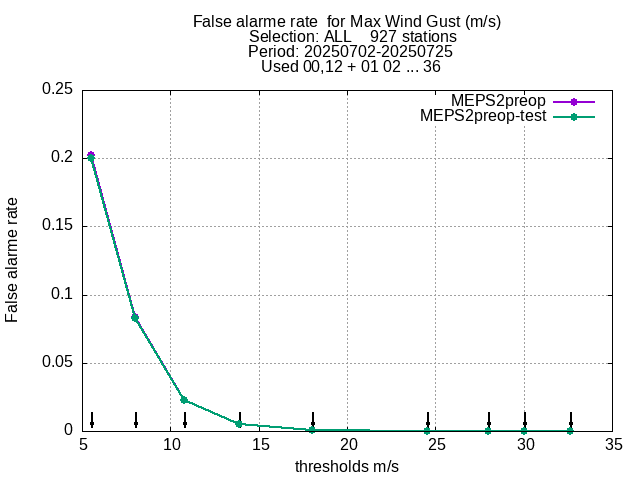 False alarme rate  for Max Wind Gust (m/s)
Selection: ALL    927 stations
Period: 20250702-20250725
Used 00,12 + 01 02 ... 36
MEPS2preop
MEPS2preop-test
0.25
0.2
0.15
0.1
0.05
0
False alarme rate
5 10 15 20 25 30 35
thresholds m/s